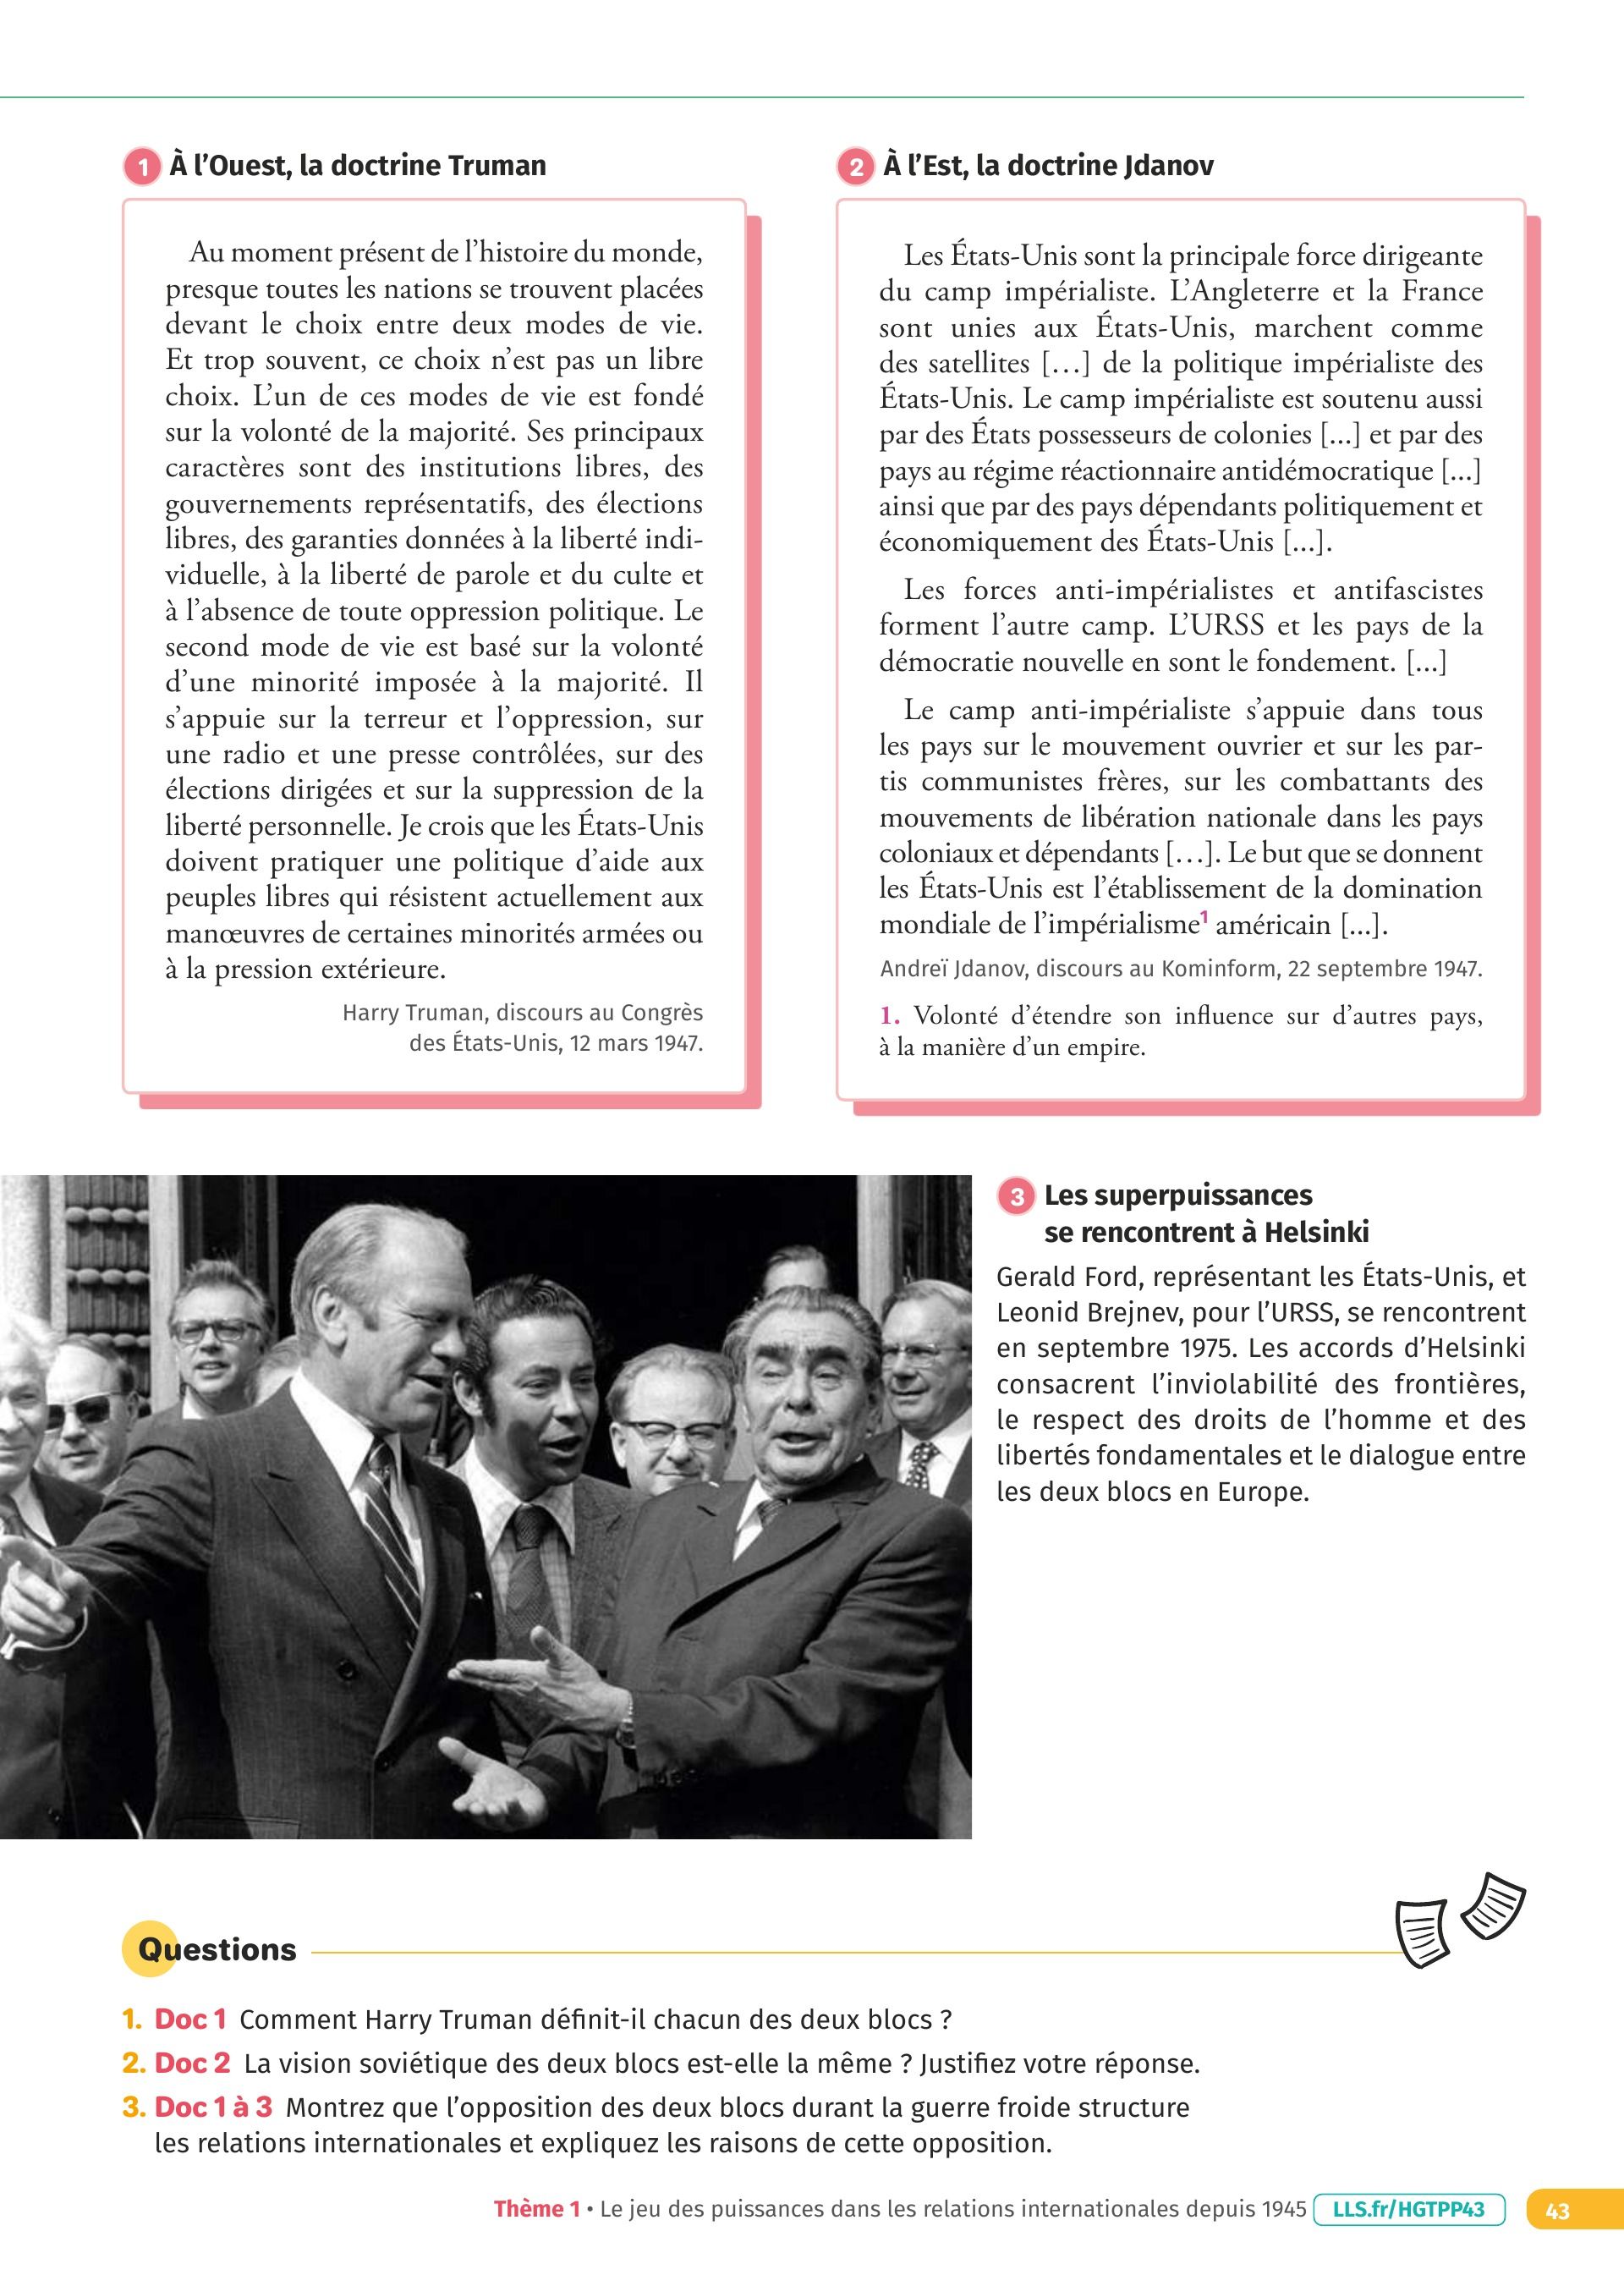 1 À l’Ouest, la doctrine Truman
Au moment présent de l’histoire du monde,
presque toutes les nations se trouvent placées
devant le choix entre deux modes de vie.
Et trop souvent, ce choix n’est pas un libre
choix. L’un de ces modes de vie est fondé
sur la volonté de la majorité. Ses principaux
caractères sont des institutions libres, des
gouvernements représentatifs, des élections
libres, des garanties données à la liberté indi-
viduelle, à la liberté de parole et du culte et
à l’absence de toute oppression politique. Le
second mode de vie est basé sur la volonté
d’une minorité imposée à la majorité. Il
s’appuie sur la terreur et l’oppression, sur
une radio et une presse contrôlées, sur des
élections dirigées et sur la suppression de la
liberté personnelle. Je crois que les États-Unis
doivent pratiquer une politique d’aide aux
peuples libres qui résistent actuellement aux
manœuvres de certaines minorités armées ou
à la pression extérieure.
Harry Truman, discours au Congrès
des États-Unis, 12 mars 1947.
2 À l’Est, la doctrine Jdanov
Les États-Unis sont la principale force dirigeante
du camp impérialiste. L’Angleterre et la France
sont unies aux États-Unis, marchent comme
des satellites […] de la politique impérialiste des
États-Unis. Le camp impérialiste est soutenu aussi
par des États possesseurs de colonies [...] et par des
pays au régime réactionnaire antidémocratique [...]
ainsi que par des pays dépendants politiquement et
économiquement des États-Unis [...].
Les forces anti-impérialistes et antifascistes
forment l’autre camp. L’URSS et les pays de la
démocratie nouvelle en sont le fondement. [...]
Le camp anti-impérialiste s’appuie dans tous
les pays sur le mouvement ouvrier et sur les par-
tis communistes frères, sur les combattants des
mouvements de libération nationale dans les pays
coloniaux et dépendants […]. Le but que se donnent
les États-Unis est l’établissement de la domination
mondiale de l’impérialisme¹ américain [...].
Andreï Jdanov, discours au Kominform, 22 septembre 1947.
1. Volonté d’étendre son influence sur d’autres pays,
à la manière d’un empire.
3 Les superpuissances
se rencontrent à Helsinki
Gerald Ford, représentant les États-Unis, et
Leonid Brejnev, pour l’URSS, se rencontrent
en septembre 1975. Les accords d’Helsinki
consacrent l’inviolabilité des frontières,
le respect des droits de l’homme et des
libertés fondamentales et le dialogue entre
les deux blocs en Europe.
Questions
1. Doc 1 Comment Harry Truman définit-il chacun des deux blocs ?
2. Doc 2 La vision soviétique des deux blocs est-elle la même ? Justifiez votre réponse.
3. Doc 1 à 3 Montrez que l’opposition des deux blocs durant la guerre froide structure
les relations internationales et expliquez les raisons de cette opposition.
Thème 1 • Le jeu des puissances dans les relations internationales depuis 1945 LLS.fr/HGTPP43 43